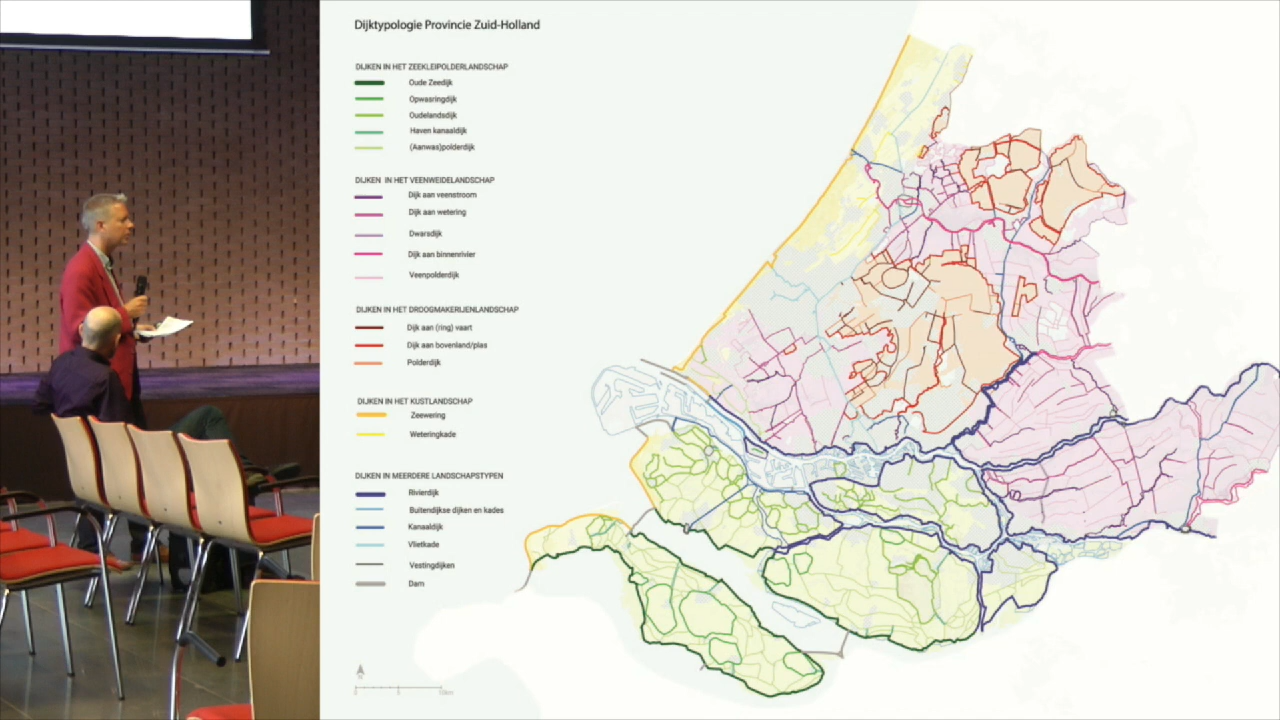 Dijktypologie Provincie Zuid-Holland
DIJKEN IN HET ZEEKLEIPOLDERLANDSCHAP
Oude Zeedijk
Opwasringdijk
Oudelandsdijk
Haven kanaaldijk
(Aanwas)polderdijk
DIJKEN IN HET VEENWEIDELANDSCHAP
Dijk aan veenstroom
Dijk aan wetering
Dwarsdijk
Dijk aan binnenrivier
Veenpolderdijk
DIJKEN IN HET DROOGMAKERIJENLANDSCHAP
Dijk aan (ring) vaart
Dijk aan bovenland/plas
Polderdijk
DIJKEN IN HET KUSTLANDSCHAP
Zeewering
Weteringkade
DIJKEN IN MEERDERE LANDSCHAPSTYPEN
Rivierdijk
Buitendijkse dijken en kades
Kanaaldijk
Vlietkade
Vestingdijken
Dam